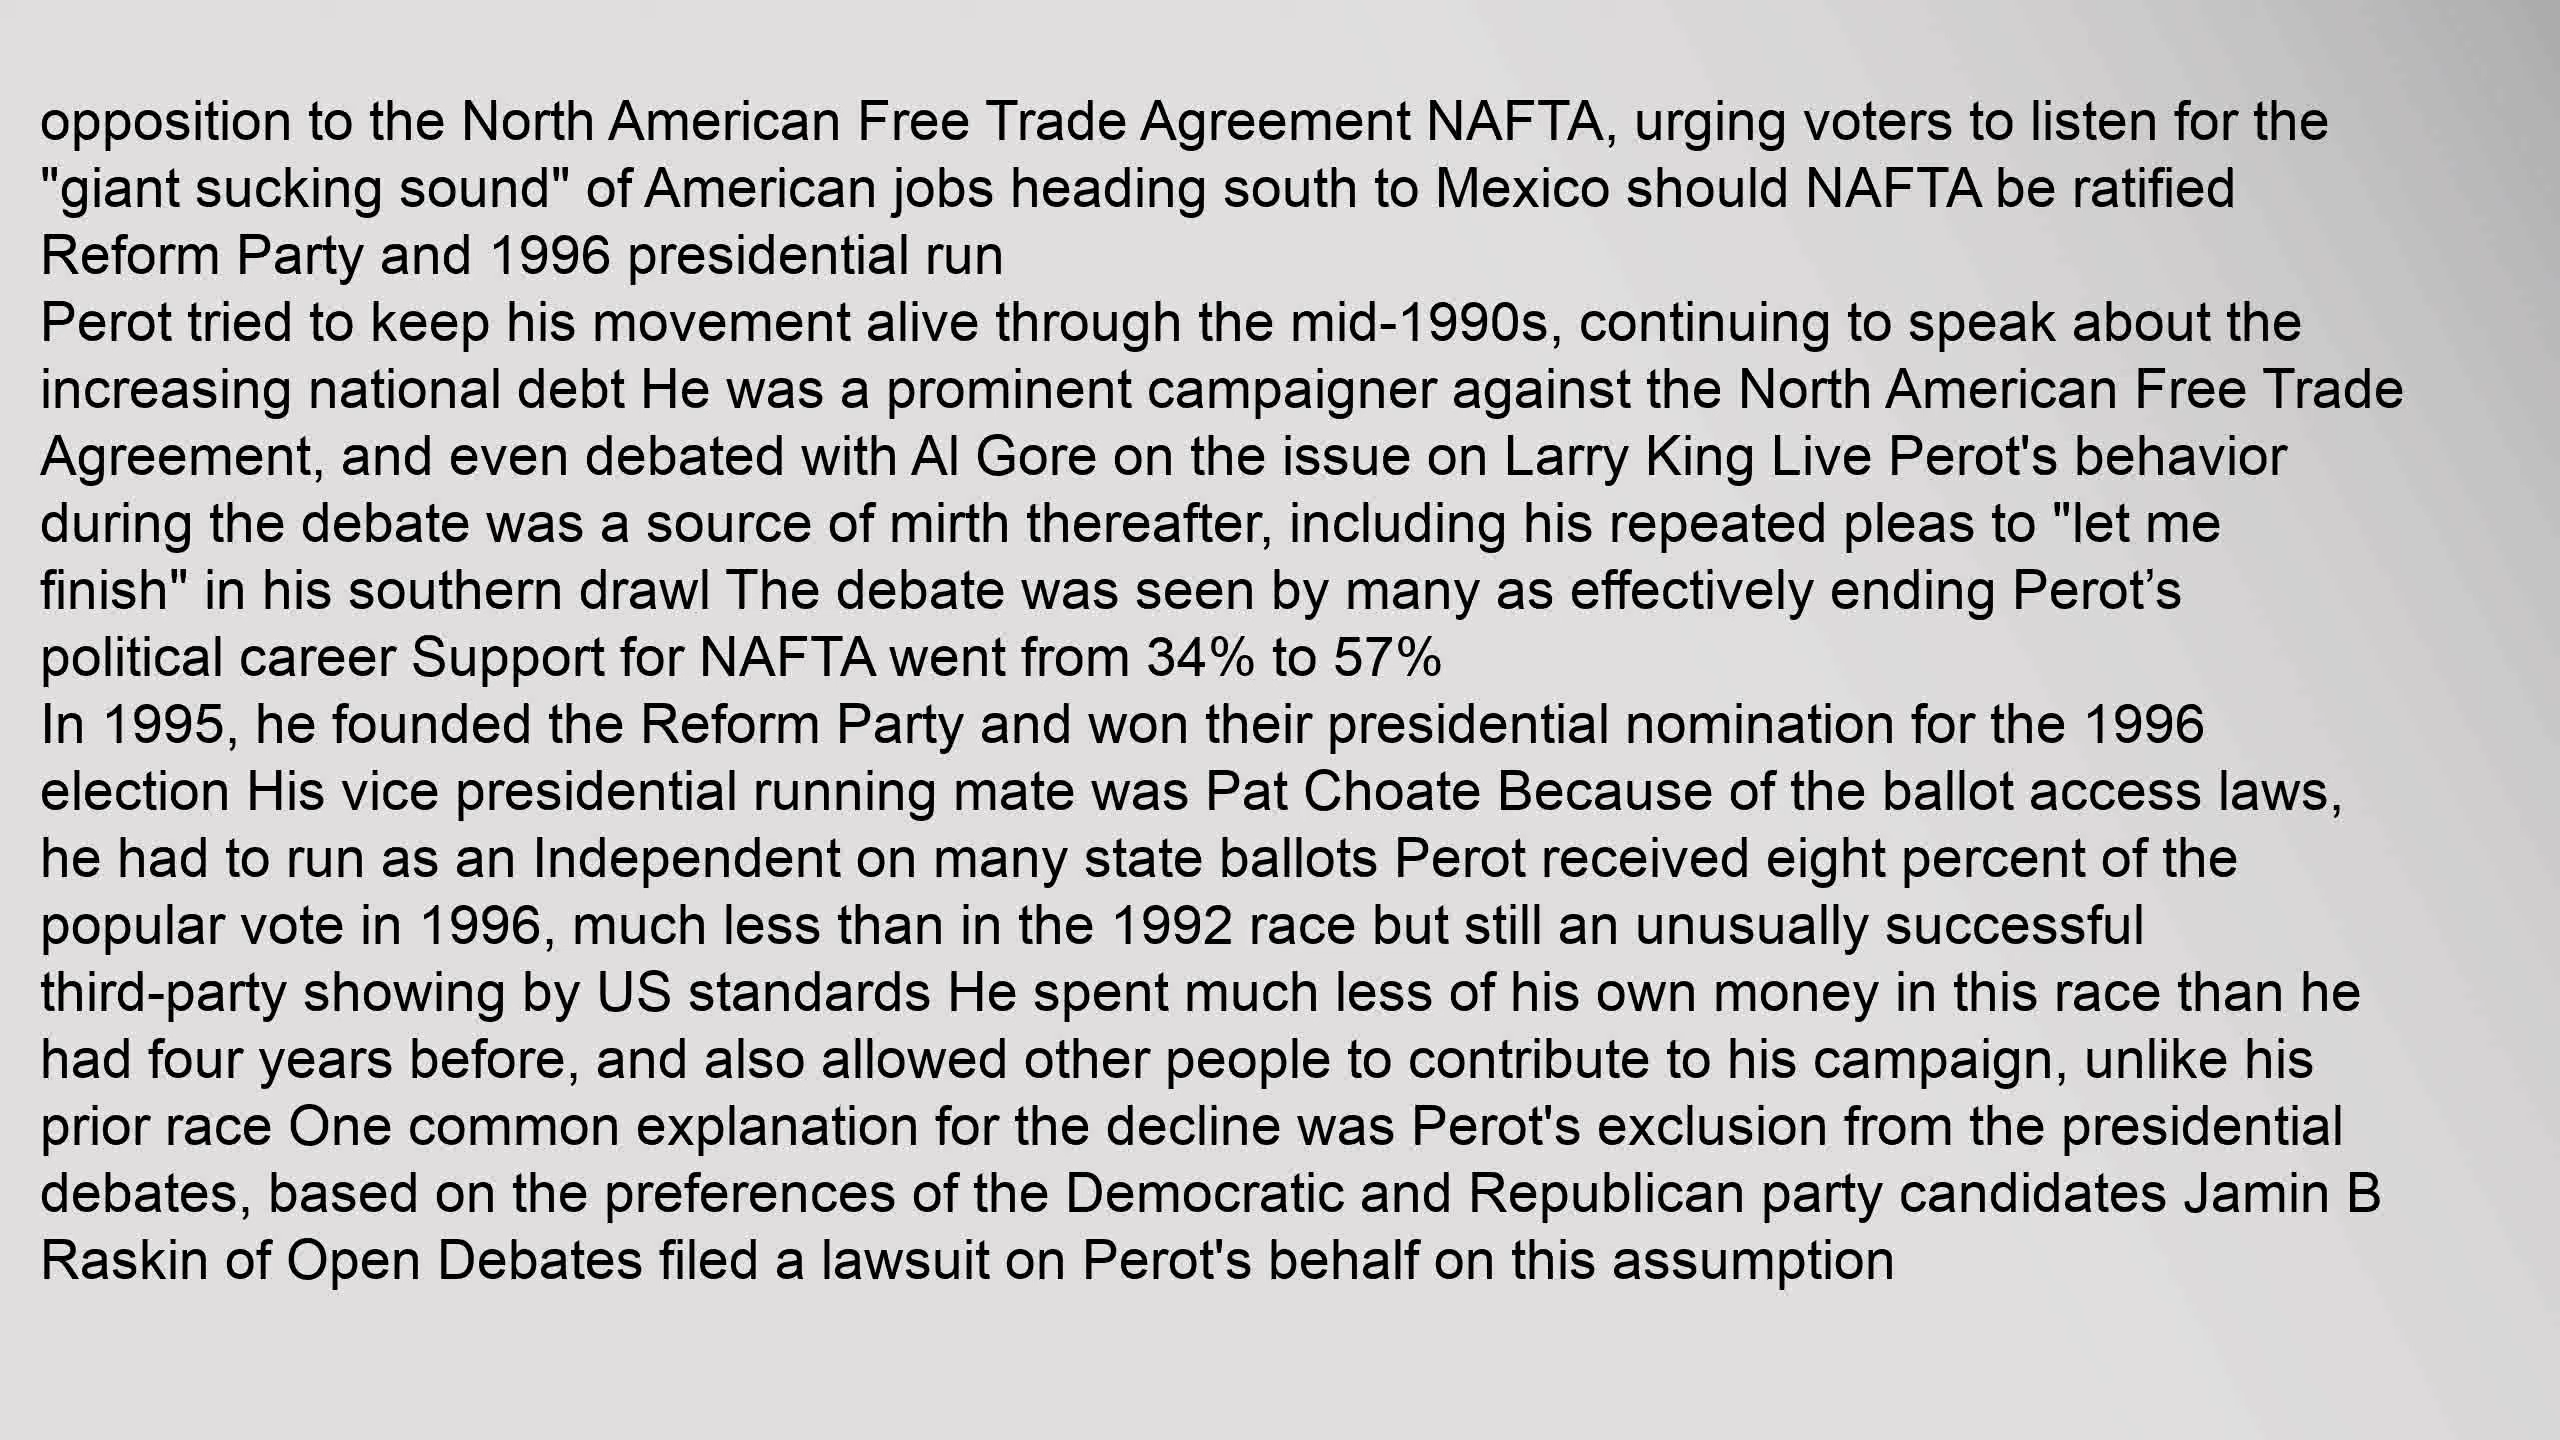 opposition to the North American Free Trade Agreement NAFTA, urging voters to listen for the
"giant sucking sound" of American jobs heading south to Mexico should NAFTA be ratified
Reform Party and 1996 presidential run
Perot tried to keep his movement alive through the mid-1990s, continuing to speak about the
increasing national debt He was a prominent campaigner against the North American Free Trade
Agreement, and even debated with Al Gore on the issue on Larry King Live Perot's behavior
during the debate was a source of mirth thereafter, including his repeated pleas to "let me
finish" in his southern drawl The debate was seen by many as effectively ending Perot’s
political career Support for NAFTA went from 34% to 57%
In 1995, he founded the Reform Party and won their presidential nomination for the 1996
election His vice presidential running mate was Pat Choate Because of the ballot access laws,
he had to run as an Independent on many state ballots Perot received eight percent of the
popular vote in 1996, much less than in the 1992 race but still an unusually successful
third-party showing by US standards He spent much less of his own money in this race than he
had four years before, and also allowed other people to contribute to his campaign, unlike his
prior race One common explanation for the decline was Perot's exclusion from the presidential
debates, based on the preferences of the Democratic and Republican party candidates Jamin B
Raskin of Open Debates filed a lawsuit on Perot's behalf on this assumption